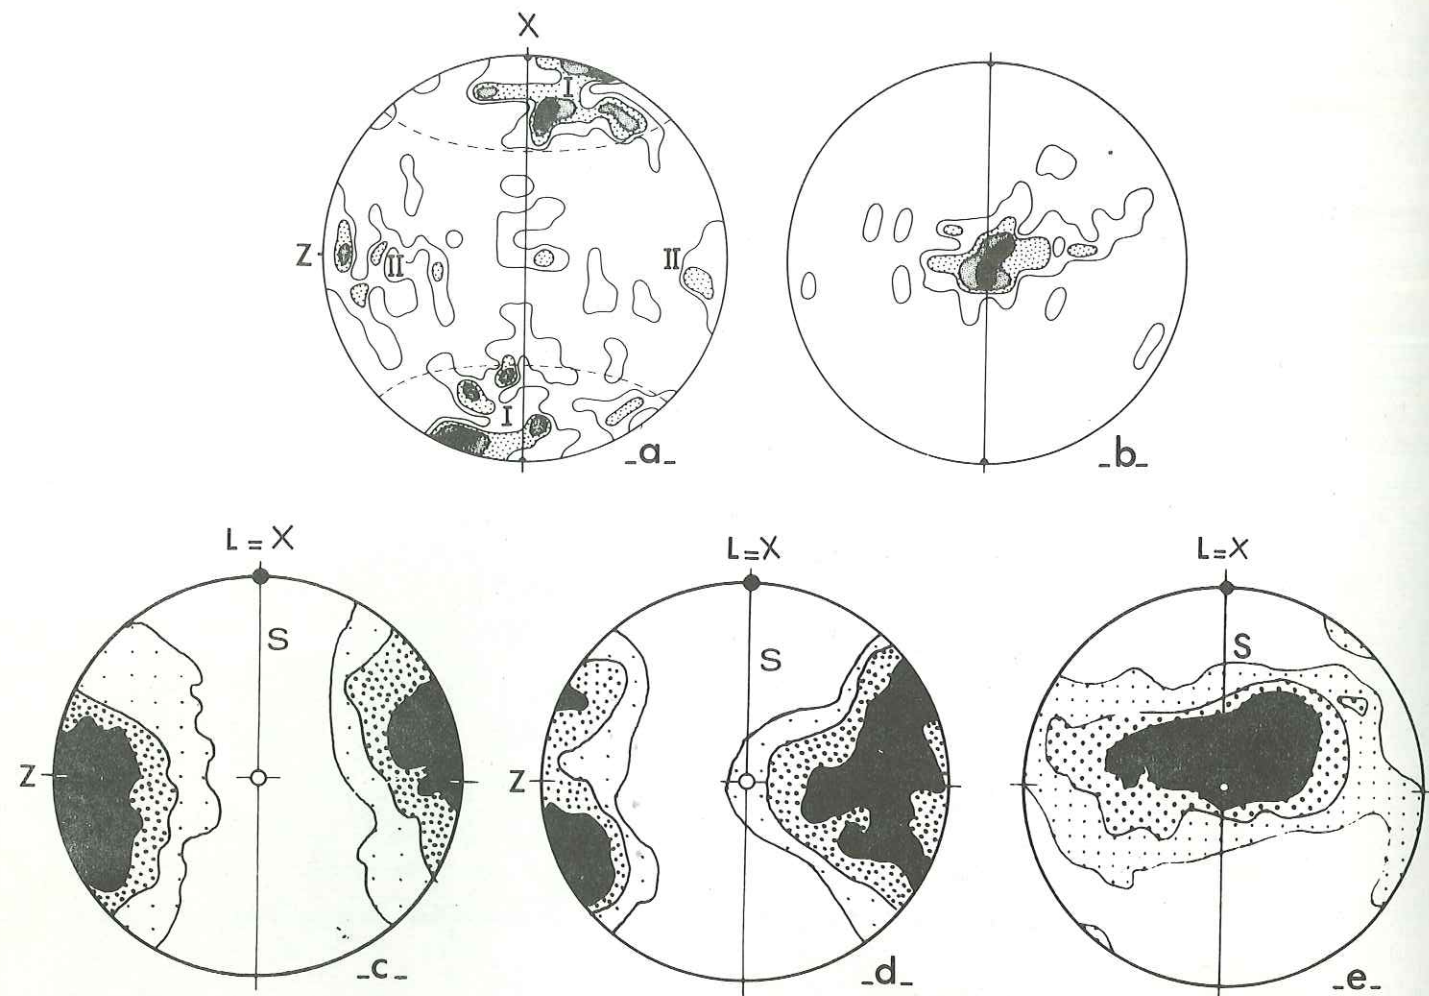 X
I
Z
II
II
I
_a_
_b_
L = X
S
Z
_c_
L=X
S
Z
_d_
L=X
S
_e_